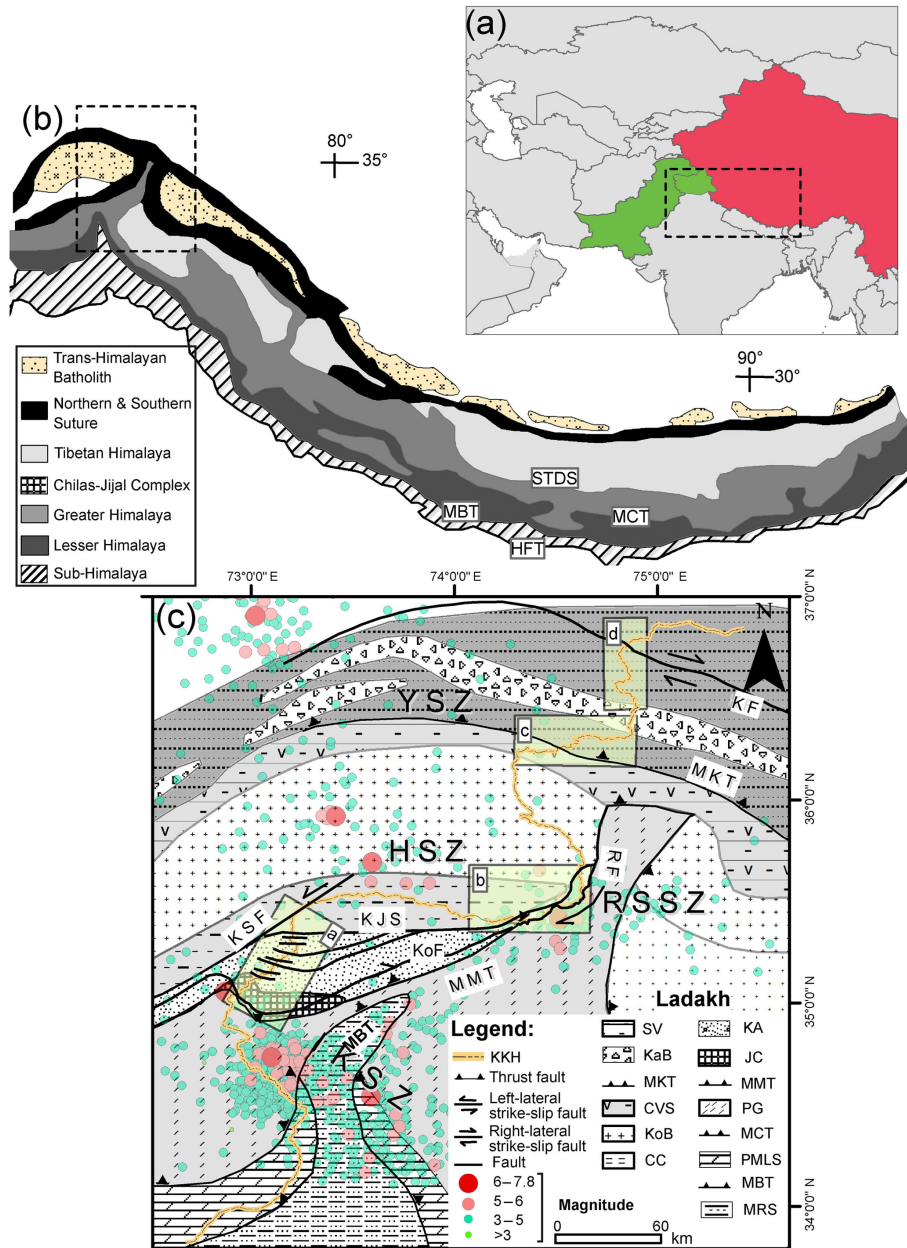 (a)
(b)
80°
35°
90°
30°
Trans-Himalayan
Batholith
Northern & Southern
Suture
Tibetan Himalaya
Chilas-Jijal Complex
Greater Himalaya
Lesser Himalaya
Sub-Himalaya
STDS
MBT
MCT
HFT
73°0'0" E
74°0'0" E
75°0'0" E
(c)
37°0'0" N
N
d
KF
YSZ
c
MKT
36°0'0" N
HSZ
b
RF
RSSZ
KSF
a
KJS
KoF
MMT
35°0'0" N
MBT
KSZ
34°0'0" N
Ladakh
Legend:
KKH
Thrust fault
Left-lateral
strike-slip fault
Right-lateral
strike-slip fault
Fault
6–7.8
5–6
3–5
>3
Magnitude
0 60
km
SV
KaB
MKT
CVS
KoB
CC
KA
JC
MMT
PG
MCT
PMLS
MBT
MRS